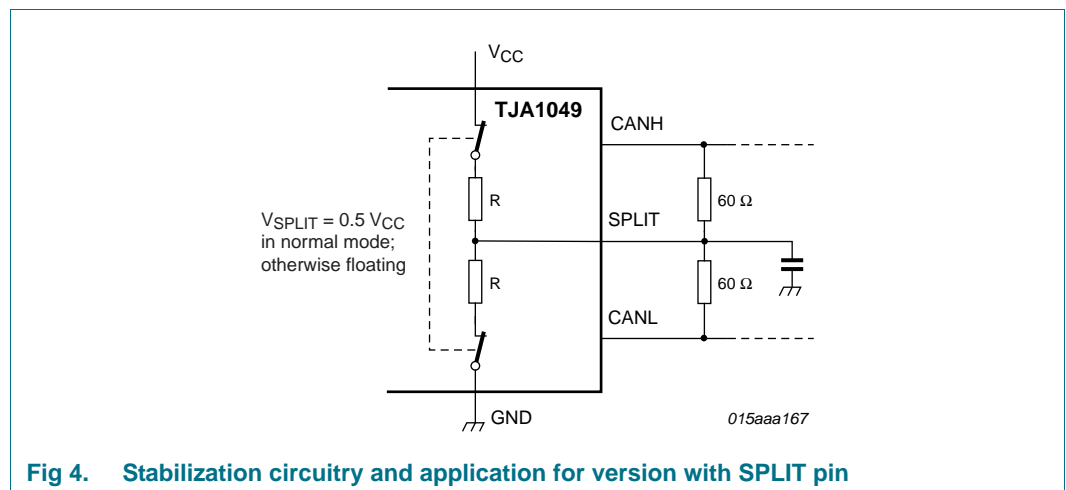 VCC
TJA1049
CANH
R
60 Ω
VSPLIT = 0.5 VCC
in normal mode;
otherwise floating
SPLIT
R
60 Ω
CANL
GND
015aaa167
Fig 4. Stabilization circuitry and application for version with SPLIT pin